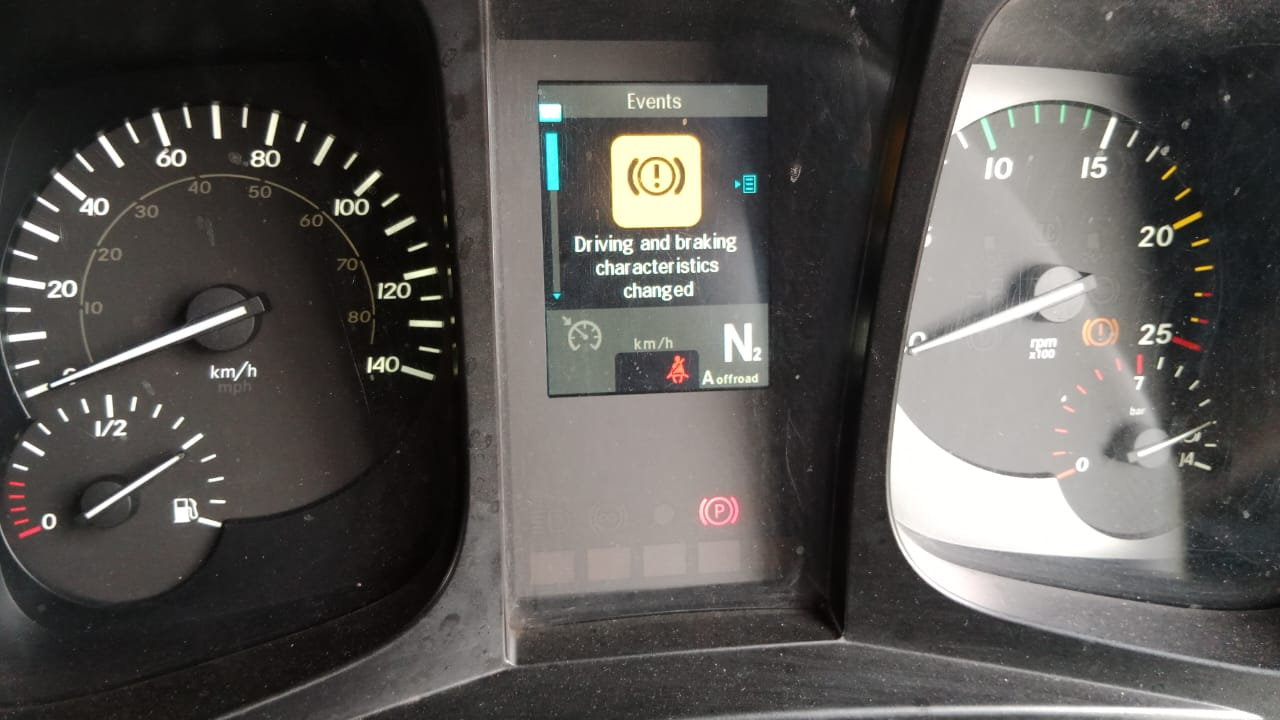 Events
Driving and braking
characteristics
changed
km/h
N2
A offroad
0
20
40
60
80
100
120
140
10
20
30
40
50
60
70
80
km/h
mph
0
1/2
P
0
10
15
20
25
rpm
x100
0
7
14
bar